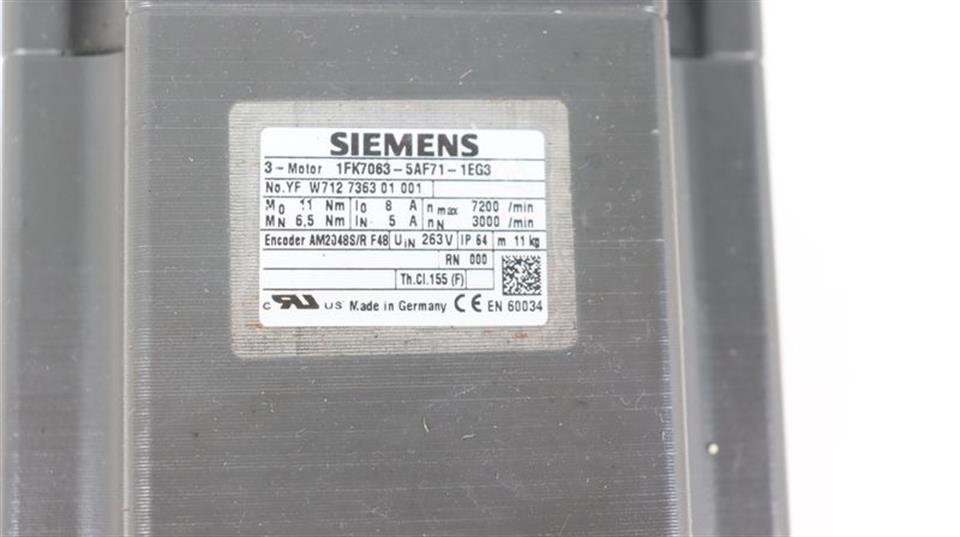 SIEMENS
3~Motor 1FK7063-5AF71-1EG3
No.YF W712 7363 01 001
M0 11 Nm I0 8 A nmax 7200 /min
MN 6,5 Nm IN 5 A nN 3000 /min
Encoder AM2048S/R F48 UIN 263V IP 64 m 11 kg
RN 000
Th.Cl.155 (F)
c RU US Made in Germany CE EN 60034